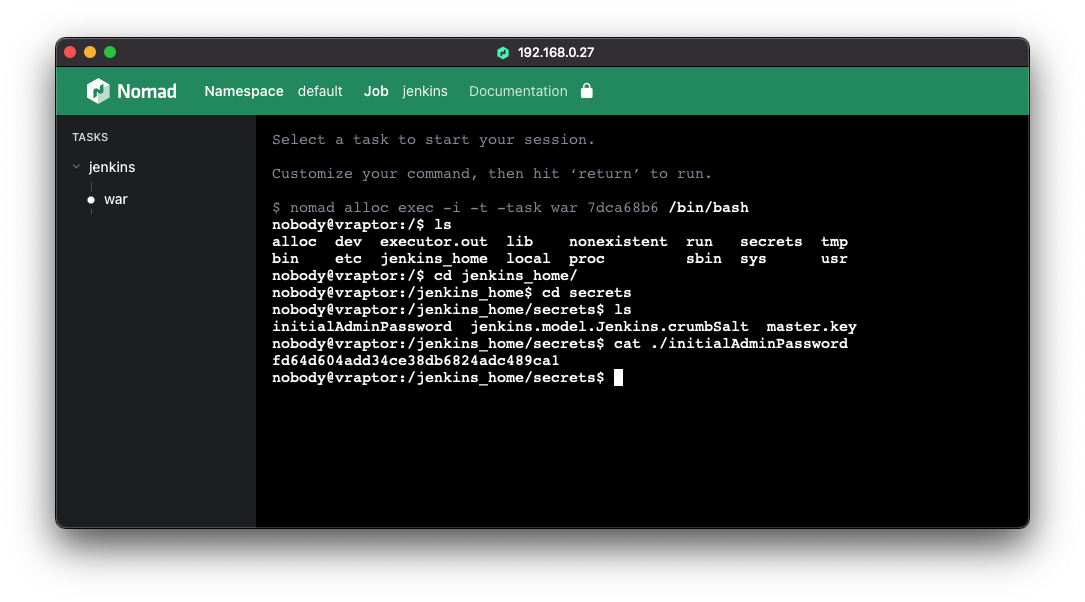 192.168.0.27
Nomad Namespace default Job jenkins Documentation
TASKS
jenkins
war
Select a task to start your session.
Customize your command, then hit ‘return’ to run.
$ nomad alloc exec -i -t -task war 7dca68b6 /bin/bash
nobody@vraptor:/$ ls
alloc  dev  executor.out  lib    nonexistent  run   secrets  tmp
bin    etc  jenkins_home  local  proc         sbin  sys      usr
nobody@vraptor:/$ cd jenkins_home/
nobody@vraptor:/jenkins_home$ cd secrets
nobody@vraptor:/jenkins_home/secrets$ ls
initialAdminPassword  jenkins.model.Jenkins.crumbSalt  master.key
nobody@vraptor:/jenkins_home/secrets$ cat ./initialAdminPassword
fd64d604add34ce38db6824adc489ca1
nobody@vraptor:/jenkins_home/secrets$